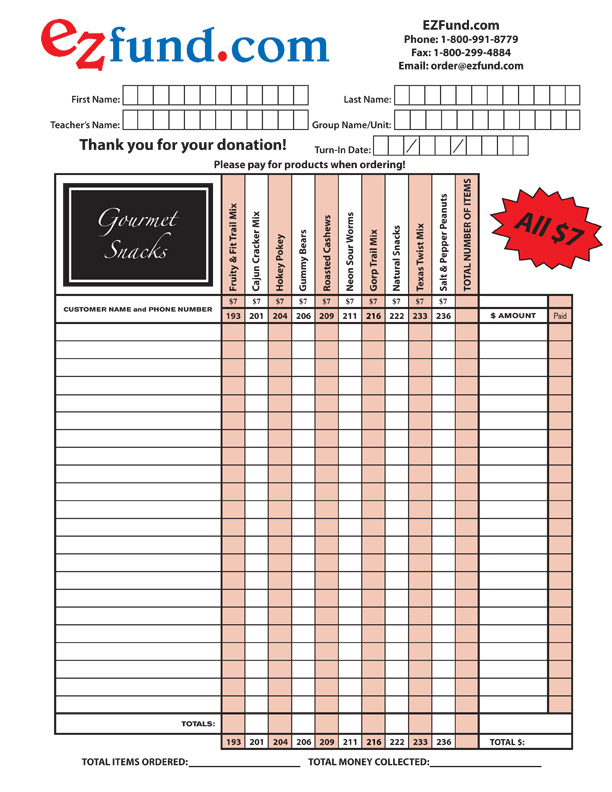 ezfund.com
EZFund.com
Phone: 1-800-991-8779
Fax: 1-800-299-4884
Email: order@ezfund.com
First Name:
Last Name:
Teacher's Name:
Group Name/Unit:
Thank you for your donation!
Turn-In Date: / /
Please pay for products when ordering!
Gourmet
Snacks
Fruity & Fit Trail Mix
Cajun Cracker Mix
Hokey Pokey
Gummy Bears
Roasted Cashews
Neon Sour Worms
Gorp Trail Mix
Natural Snacks
Texas Twist Mix
Salt & Pepper Peanuts
TOTAL NUMBER OF ITEMS
All $7
$7 $7 $7 $7 $7 $7 $7 $7 $7 $7
CUSTOMER NAME and PHONE NUMBER
193 201 204 206 209 211 216 222 233 236 $ AMOUNT Paid
TOTALS:
193 201 204 206 209 211 216 222 233 236 TOTAL $:
TOTAL ITEMS ORDERED: TOTAL MONEY COLLECTED: